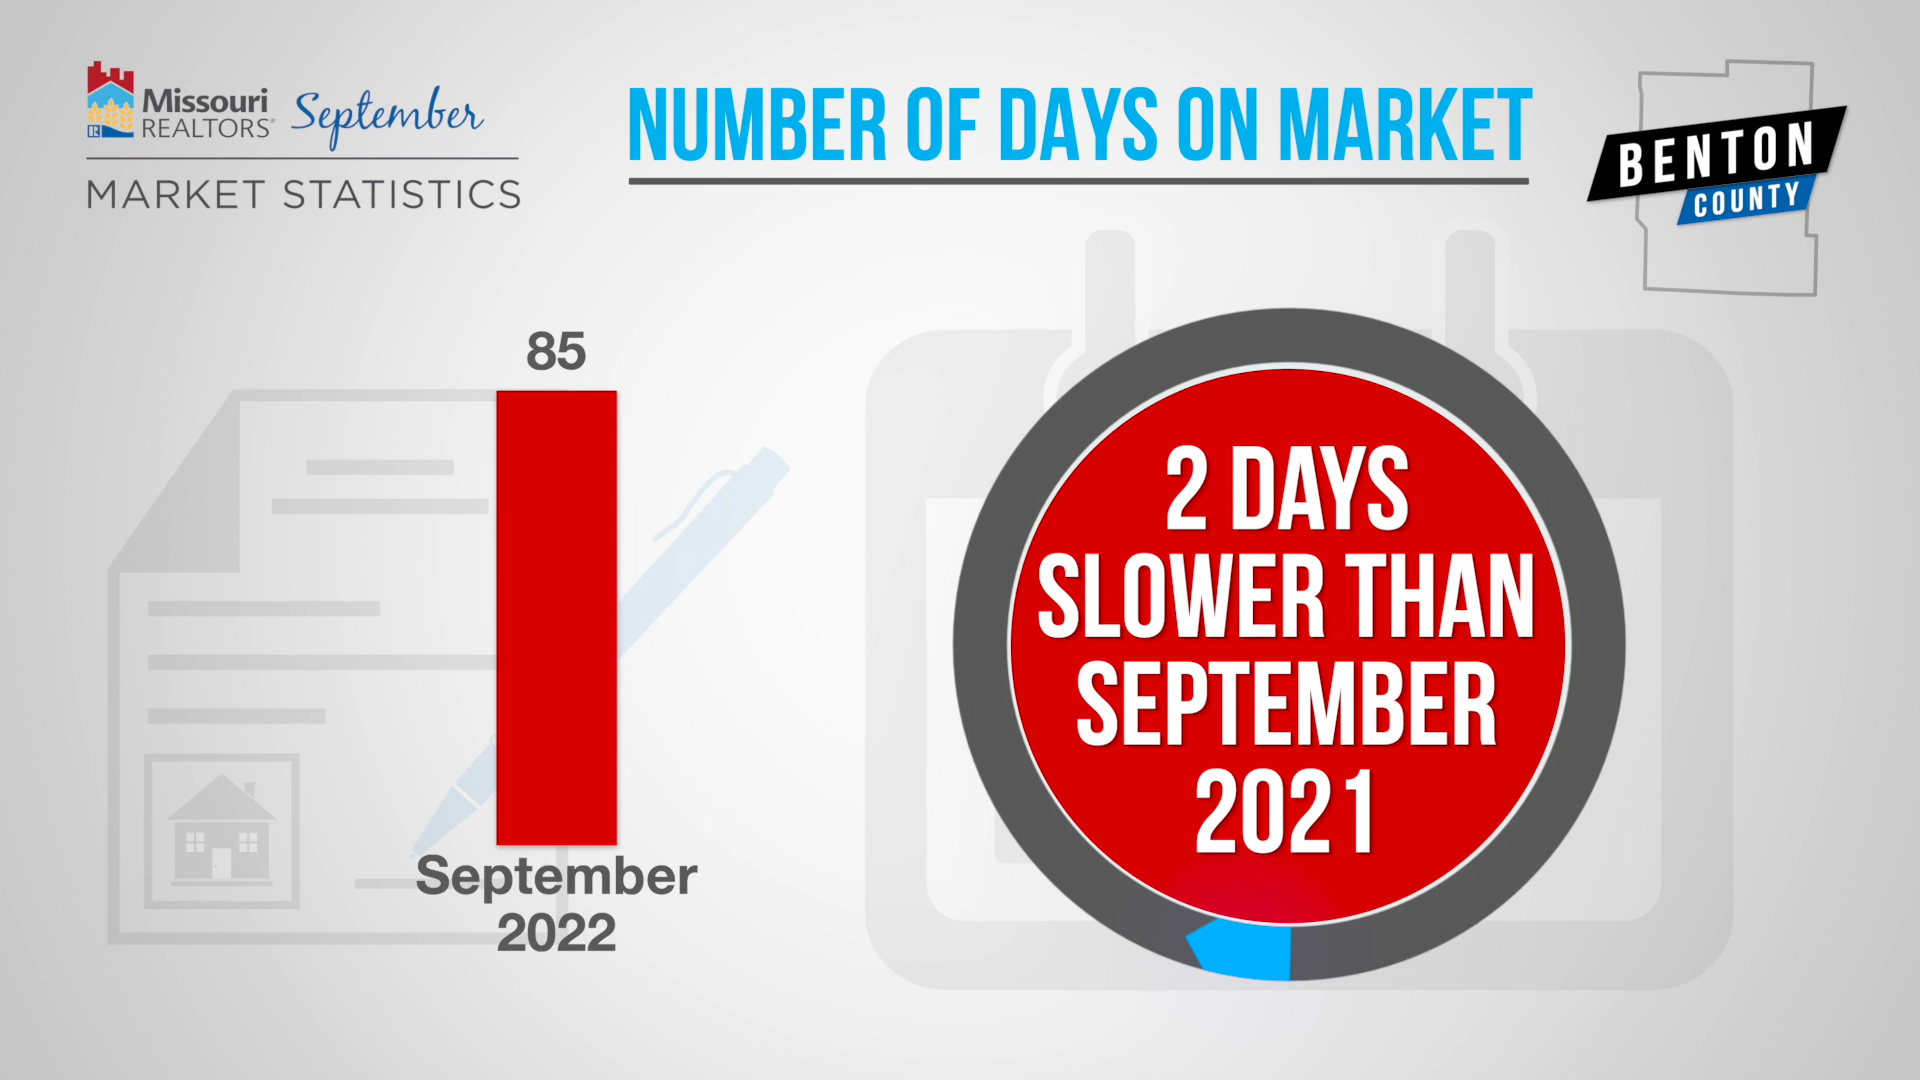 Missouri
REALTORS®
September
MARKET STATISTICS
NUMBER OF DAYS ON MARKET
BENTON
COUNTY
85
September
2022
2 DAYS
SLOWER THAN
SEPTEMBER
2021